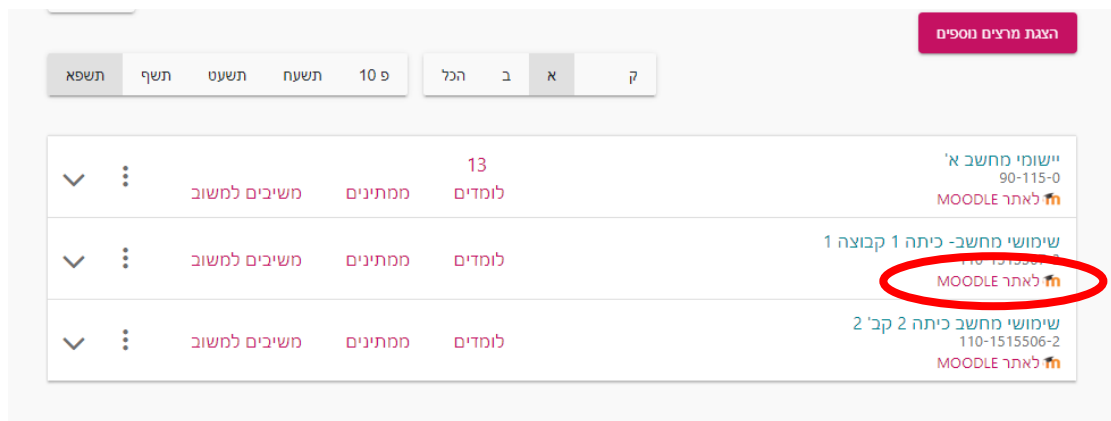 הצגת מרצים נוספים
ק א ב הכל
פ 10 תשעח תשעט תשף תשפא
יישומי מחשב א'
90-115-0
לאתר MOODLE
13
לומדים ממתינים משיבים למשוב
שימושי מחשב- כיתה 1 קבוצה 1
לאתר MOODLE
לומדים ממתינים משיבים למשוב
שימושי מחשב כיתה 2 קב' 2
110-1515506-2
לאתר MOODLE
לומדים ממתינים משיבים למשוב